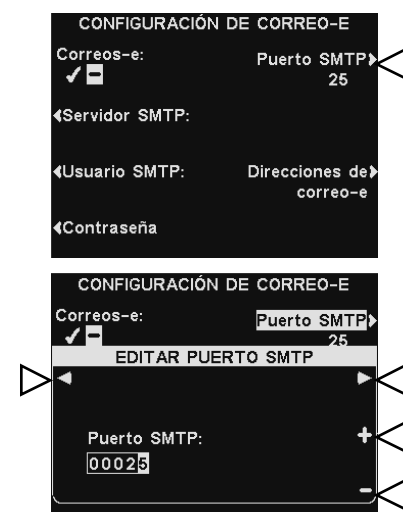 CONFIGURACIÓN DE CORREO-E
Correos-e:
Puerto SMTP
25
Servidor SMTP:
Usuario SMTP:
Direcciones de
correo-e
Contraseña
CONFIGURACIÓN DE CORREO-E
Correos-e:
Puerto SMTP
25
EDITAR PUERTO SMTP
Puerto SMTP:
00025